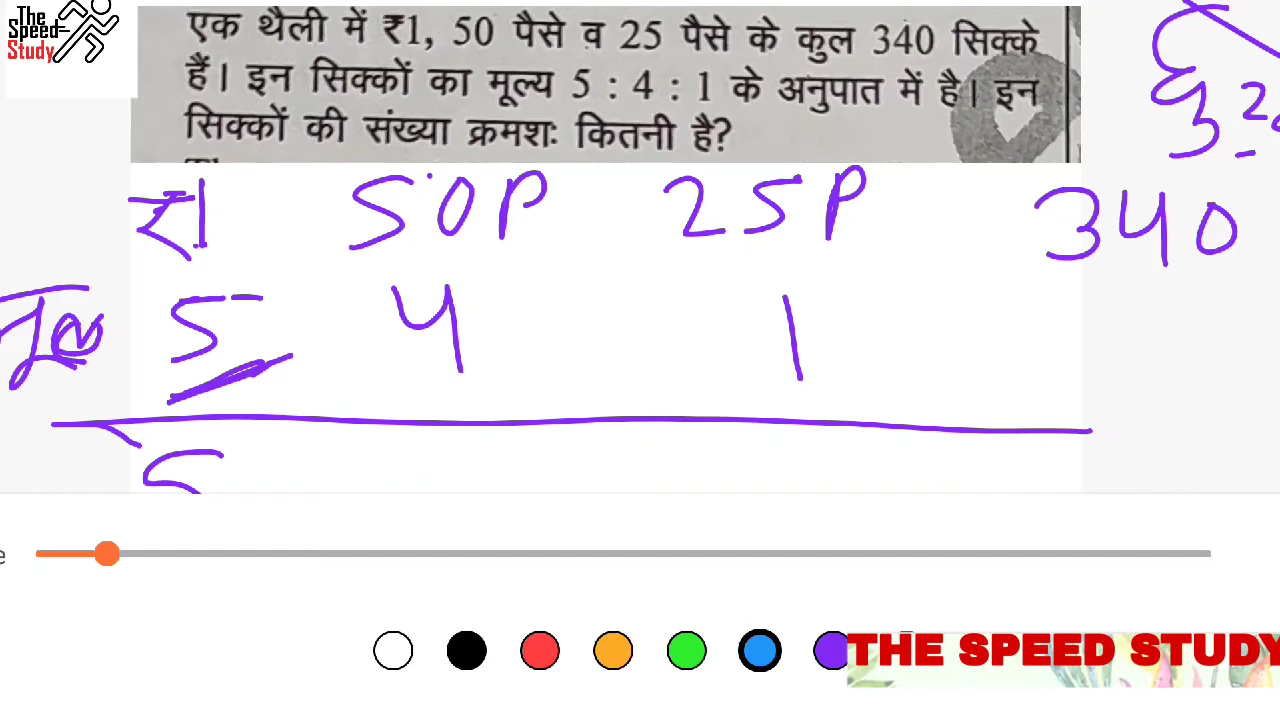 The
Speed
Study
एक थैली में ₹1, 50 पैसे व 25 पैसे के कुल 340 सिक्के
हैं। इन सिक्कों का मूल्य 5 : 4 : 1 के अनुपात में है। इन
सिक्कों की संख्या क्रमशः कितनी है?
₹1 50P 25P 340
5 4 1
5
e
THE SPEED STUDY